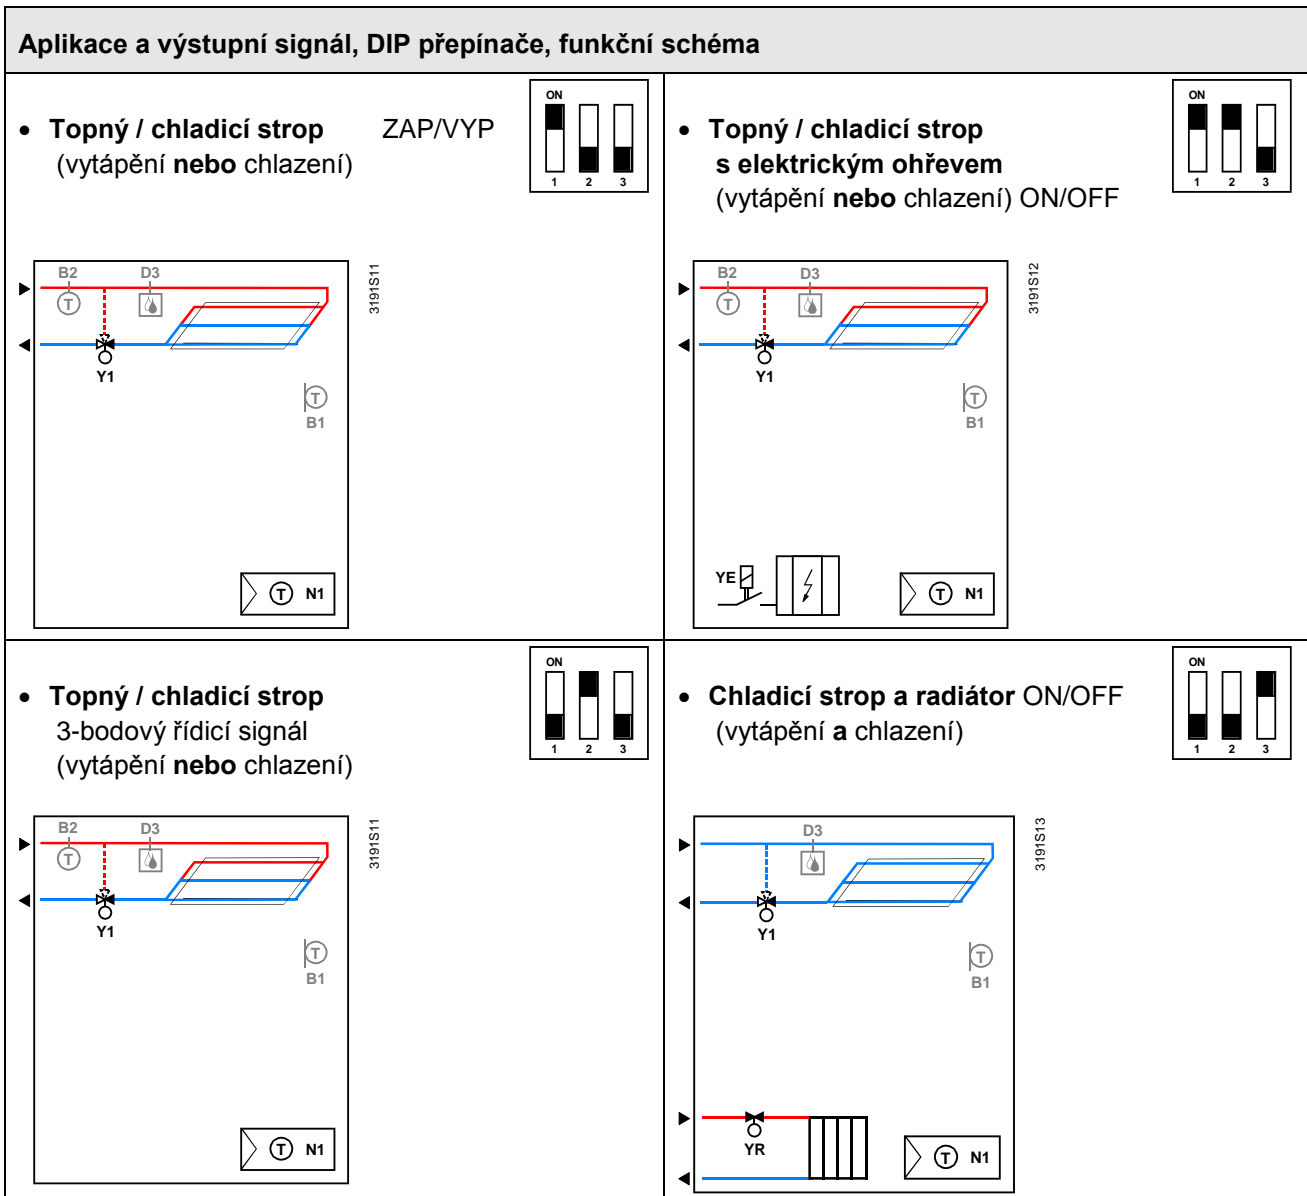 Aplikace a výstupní signál, DIP přepínače, funkční schéma
• Topný / chladicí strop ZAP/VYP
(vytápění nebo chlazení)
ON
1 2 3
B2 D3
T
Y1
T
B1
T N1
3191S11
• Topný / chladicí strop
s elektrickým ohřevem
(vytápění nebo chlazení) ON/OFF
ON
1 2 3
B2 D3
T
Y1
T
B1
YE
T N1
3191S12
• Topný / chladicí strop
3-bodový řídicí signál
(vytápění nebo chlazení)
ON
1 2 3
B2 D3
T
Y1
T
B1
T N1
3191S11
• Chladicí strop a radiátor ON/OFF
(vytápění a chlazení)
ON
1 2 3
D3
Y1
T
B1
YR
T N1
3191S13